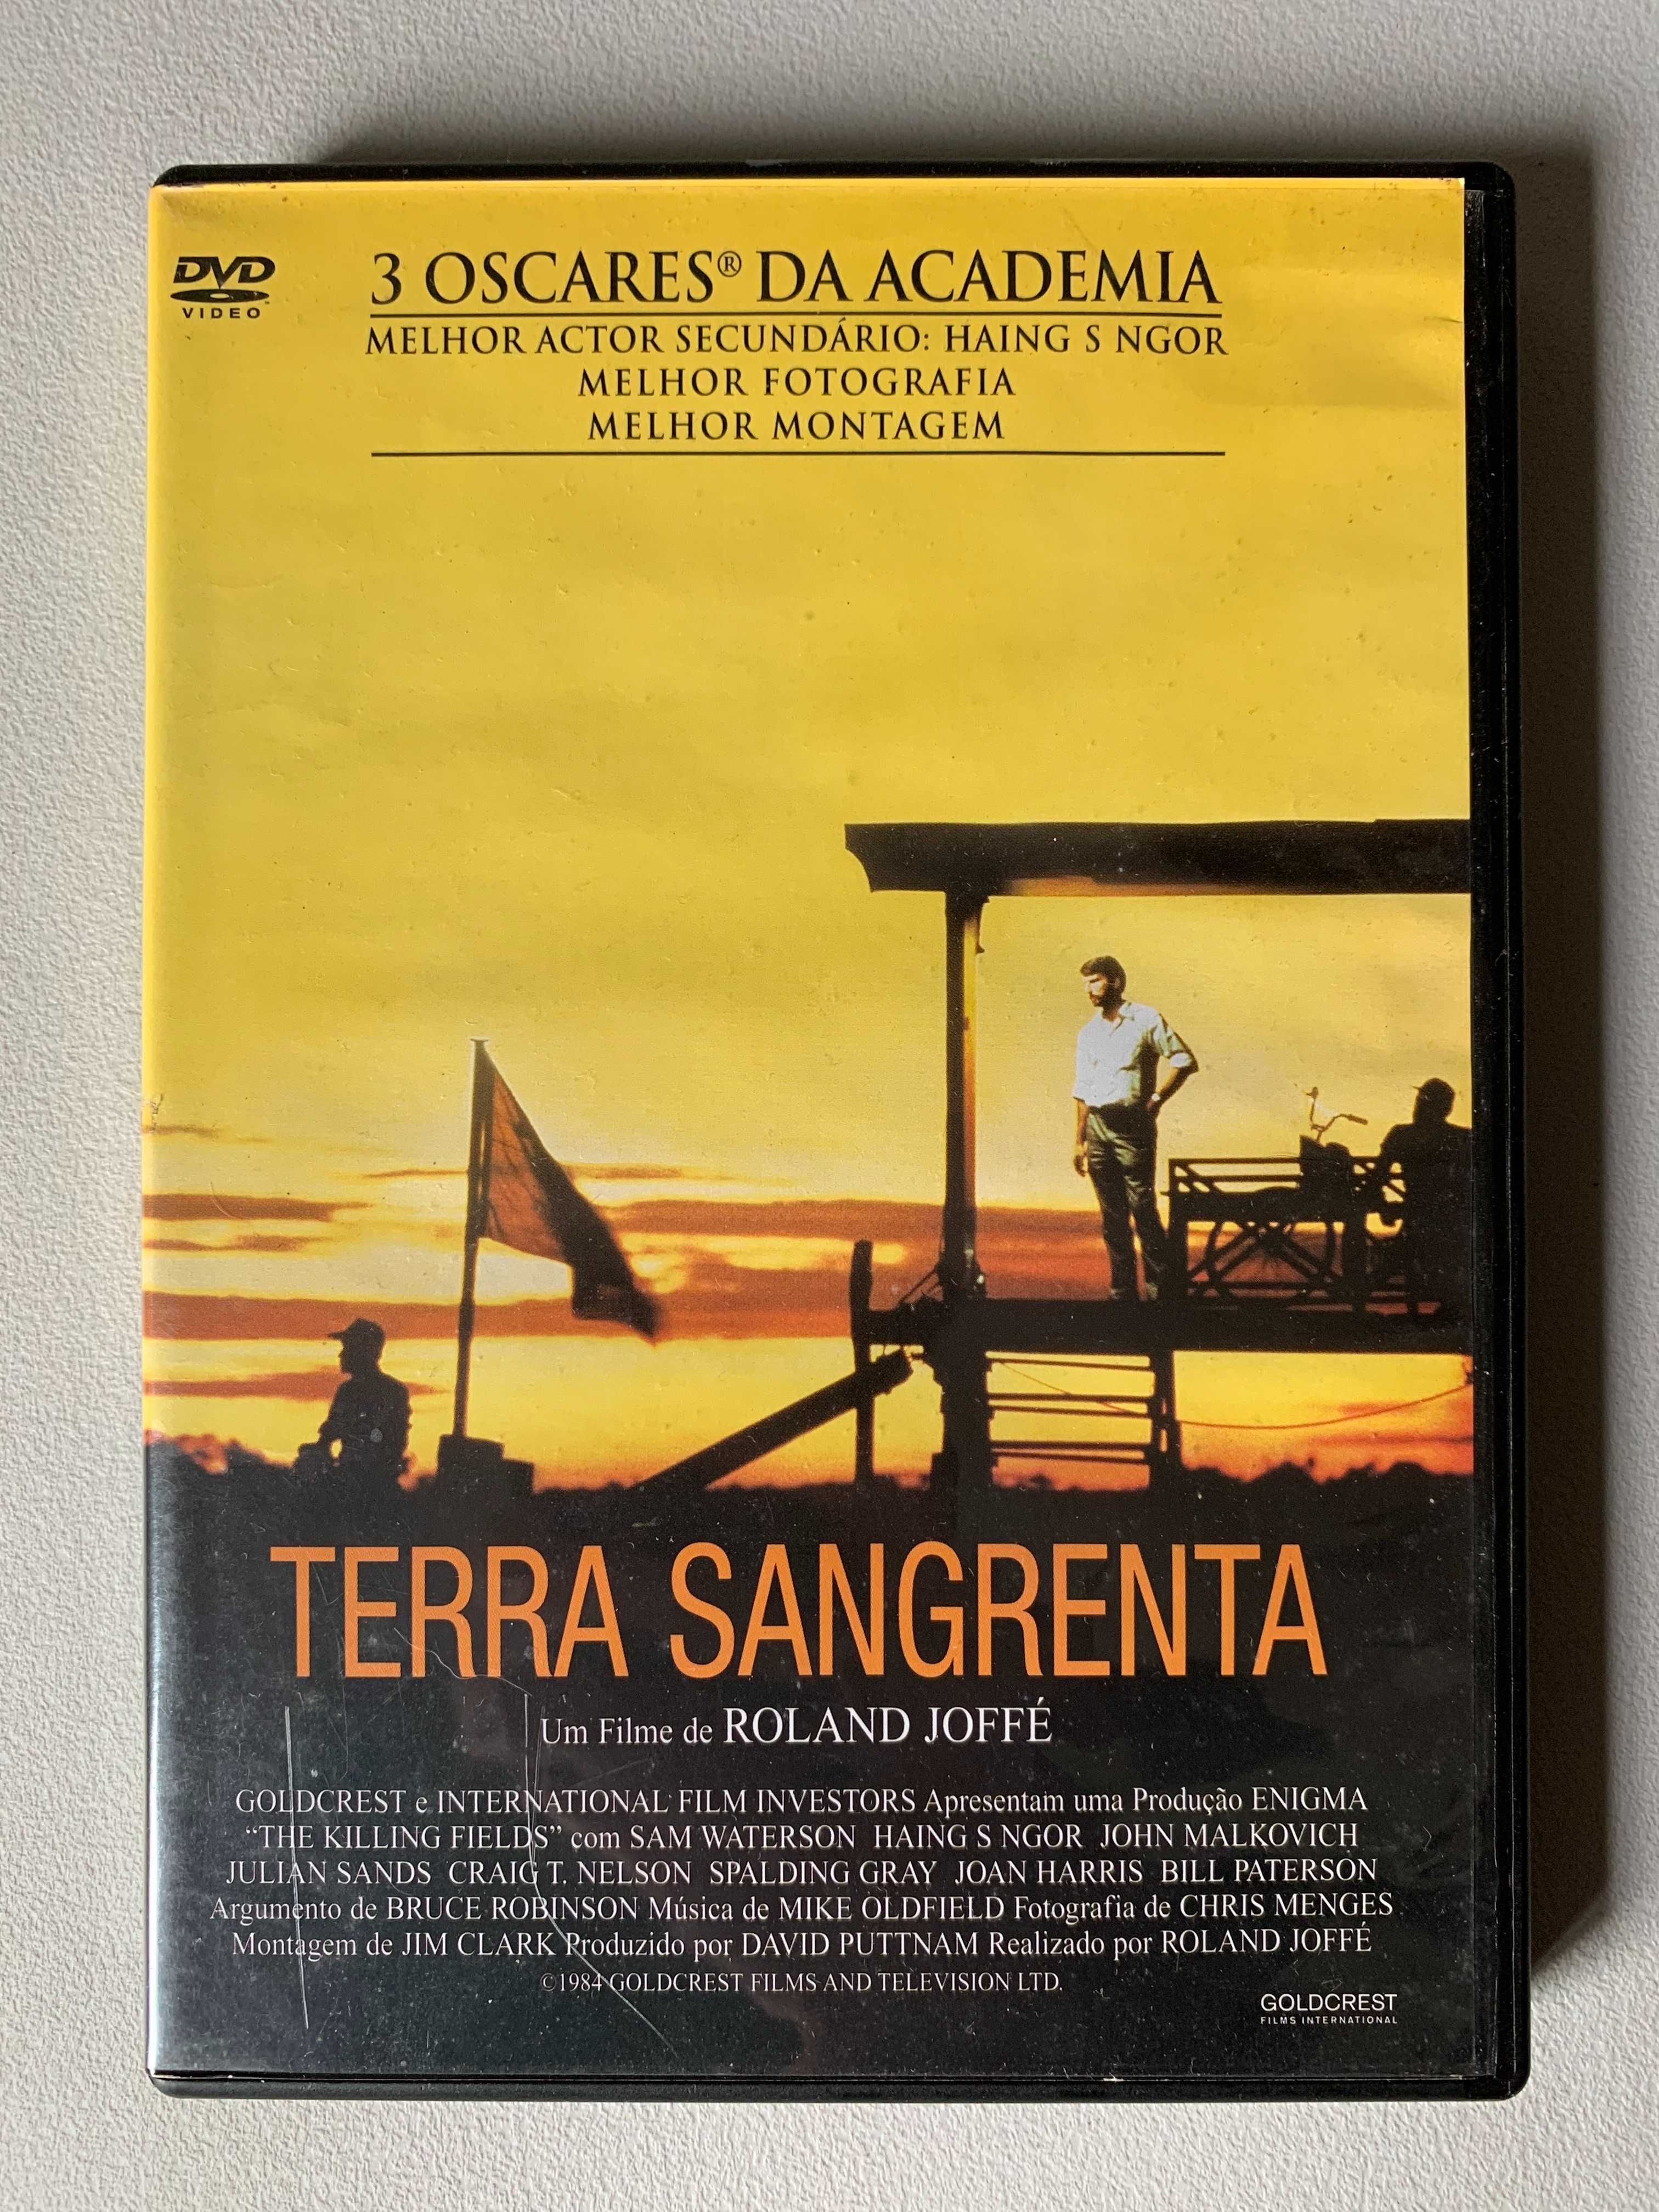 DVD
VIDEO
3 OSCARES® DA ACADEMIA
MELHOR ACTOR SECUNDÁRIO: HAING S NGOR
MELHOR FOTOGRAFIA
MELHOR MONTAGEM
TERRA SANGRENTA
Um Filme de ROLAND JOFFÉ
GOLDCREST e INTERNATIONAL FILM INVESTORS Apresentam uma Produção ENIGMA
“THE KILLING FIELDS” com SAM WATERSON HAING S NGOR JOHN MALKOVICH
JULIAN SANDS CRAIG T. NELSON SPALDING GRAY JOAN HARRIS BILL PATERSON
Argumento de BRUCE ROBINSON Música de MIKE OLDFIELD Fotografia de CHRIS MENGES
Montagem de JIM CLARK Produzido por DAVID PUTTNAM Realizado por ROLAND JOFFÉ
©1984 GOLDCREST FILMS AND TELEVISION LTD.
GOLDCREST
FILMS INTERNATIONAL